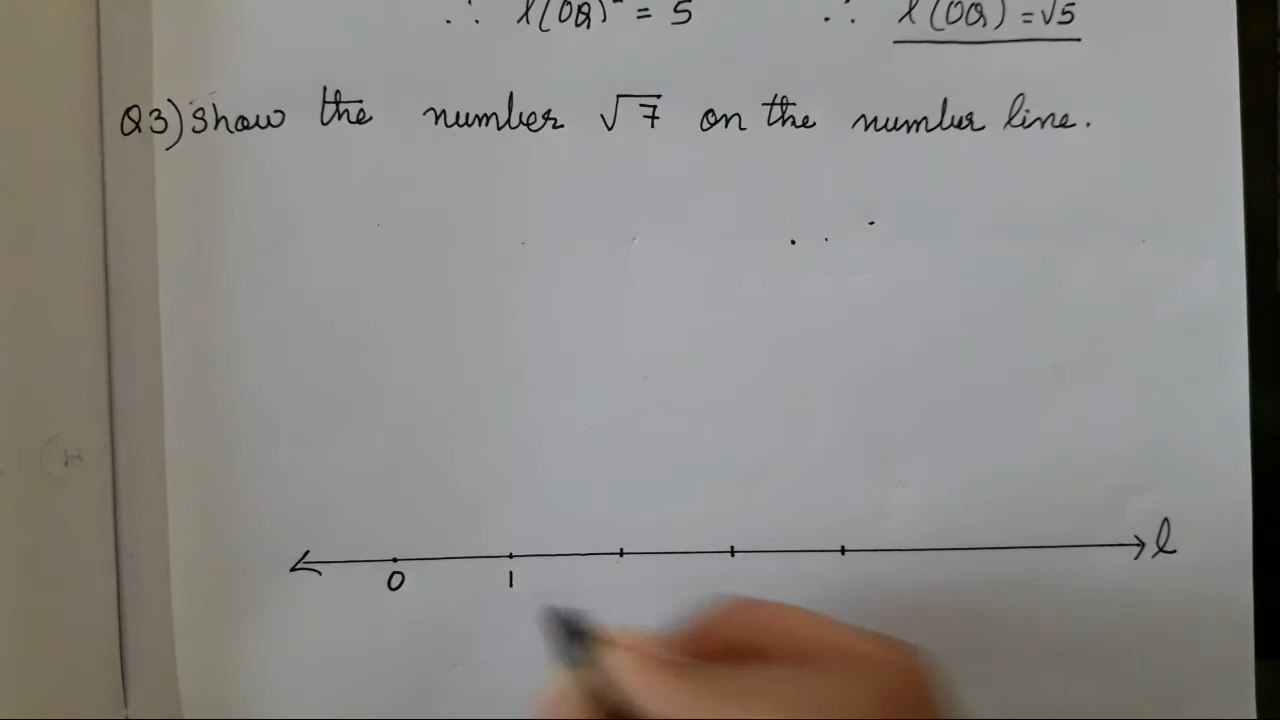 ∴ l(OQ)² = 5 ∴ l(OQ) = √5
Q3) Show the number √7 on the number line.
l
0 1